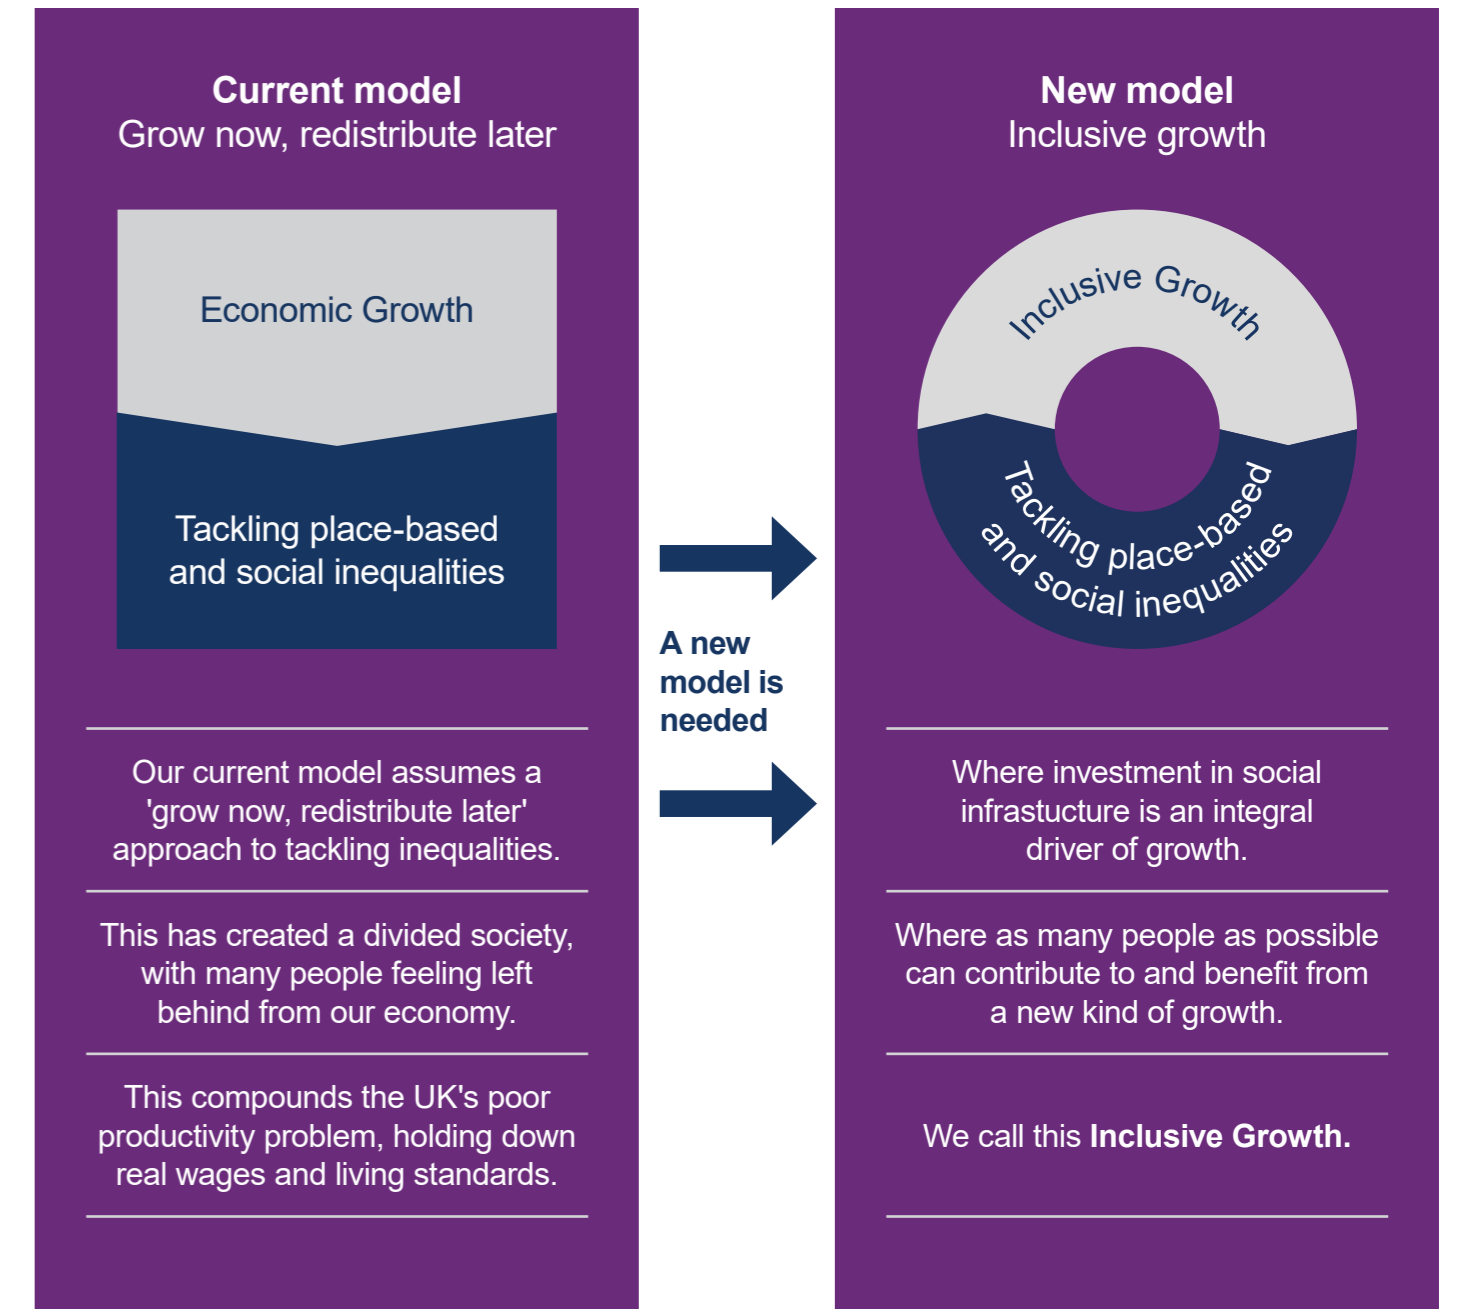 Current model
Grow now, redistribute later
Economic Growth
Tackling place-based
and social inequalities
Our current model assumes a
'grow now, redistribute later'
approach to tackling inequalities.
This has created a divided society,
with many people feeling left
behind from our economy.
This compounds the UK's poor
productivity problem, holding down
real wages and living standards.
A new
model is
needed
New model
Inclusive growth
Inclusive Growth
Tackling place-based
and social inequalities
Where investment in social
infrastucture is an integral
driver of growth.
Where as many people as possible
can contribute to and benefit from
a new kind of growth.
We call this Inclusive Growth.